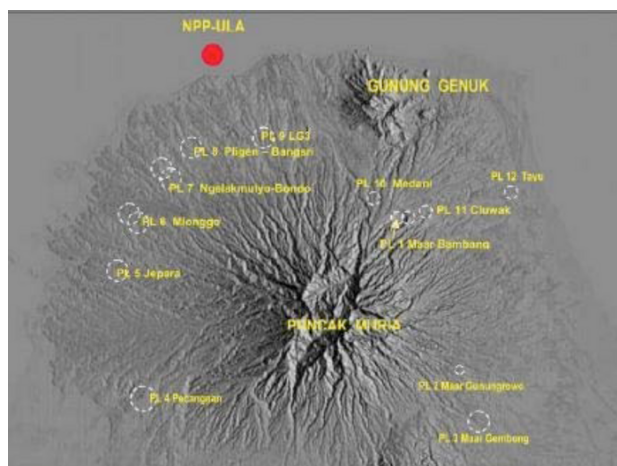 NPP-ULA
GUNUNG GENUK
PL 9 LG3
PL 8 Pligen - Bangsri
PL 7 Ngelakmulyo-Bondo
PL 10 Medani
PL 12 Tayu
PL 11 Cluwak
PL 6 Mlonggo
PL 1 Maar Bambang
PL 5 Jepara
PUNCAK MURIA
PL 2 Maar Gunungrowo
PL 4 Pecangaan
PL 3 Maar Gembong